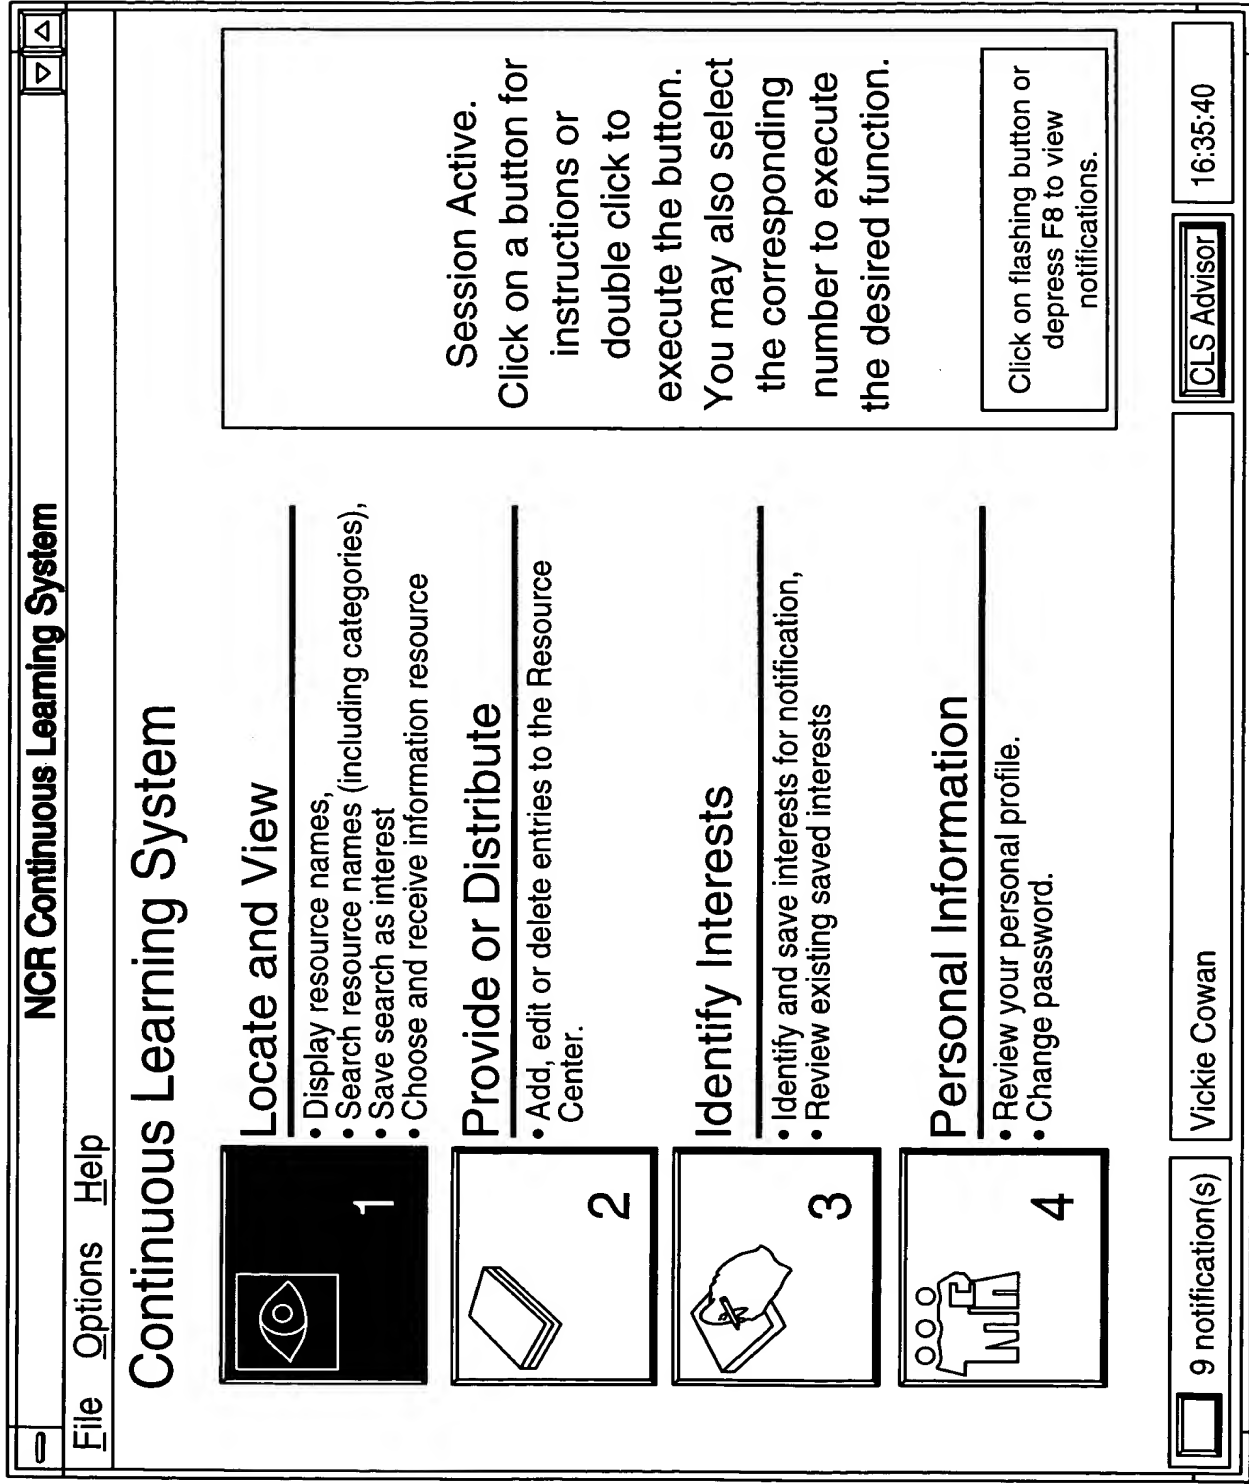 NCR Continuous Learning System
File Options Help
Continuous Learning System
1
Locate and View
• Display resource names,
• Search resource names (including categories),
• Save search as interest
• Choose and receive information resource
2
Provide or Distribute
• Add, edit or delete entries to the Resource
Center.
3
Identify Interests
• Identify and save interests for notification,
• Review existing saved interests
4
Personal Information
• Review your personal profile.
• Change password.
Session Active.
Click on a button for
instructions or
double click to
execute the button.
You may also select
the corresponding
number to execute
the desired function.
Click on flashing button or
depress F8 to view
notifications.
9 notification(s)
Vickie Cowan
CLS Advisor
16:35:40